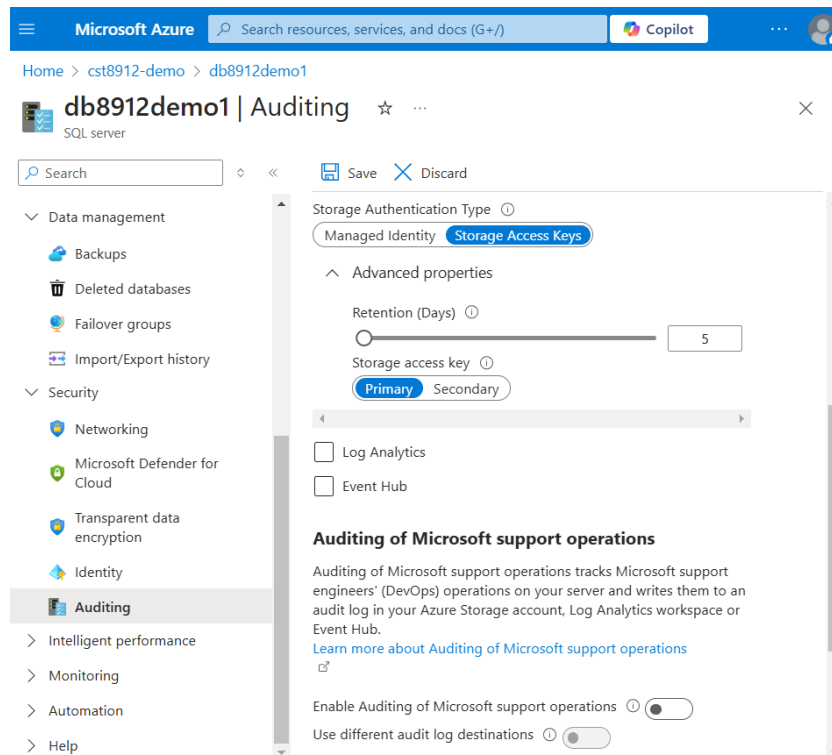 Microsoft Azure
Search resources, services, and docs (G+/)
Copilot
Home > cst8912-demo > db8912demo1
db8912demo1 | Auditing
SQL server
Search
Save
Discard
Data management
Backups
Deleted databases
Failover groups
Import/Export history
Security
Networking
Microsoft Defender for
Cloud
Transparent data
encryption
Identity
Auditing
Intelligent performance
Monitoring
Automation
Help
Storage Authentication Type
Managed Identity
Storage Access Keys
Advanced properties
Retention (Days)
5
Storage access key
Primary
Secondary
Log Analytics
Event Hub
Auditing of Microsoft support operations
Auditing of Microsoft support operations tracks Microsoft support
engineers' (DevOps) operations on your server and writes them to an
audit log in your Azure Storage account, Log Analytics workspace or
Event Hub.
Learn more about Auditing of Microsoft support operations
Enable Auditing of Microsoft support operations
Use different audit log destinations